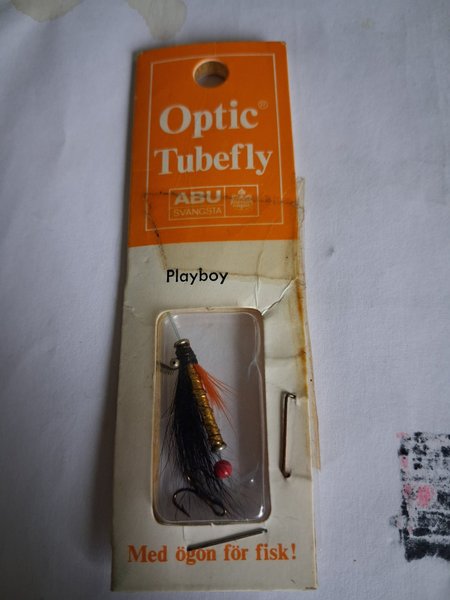 Optic®
Tubefly
ABU
SVÄNGSTA
Playboy
Med ögon för fisk!